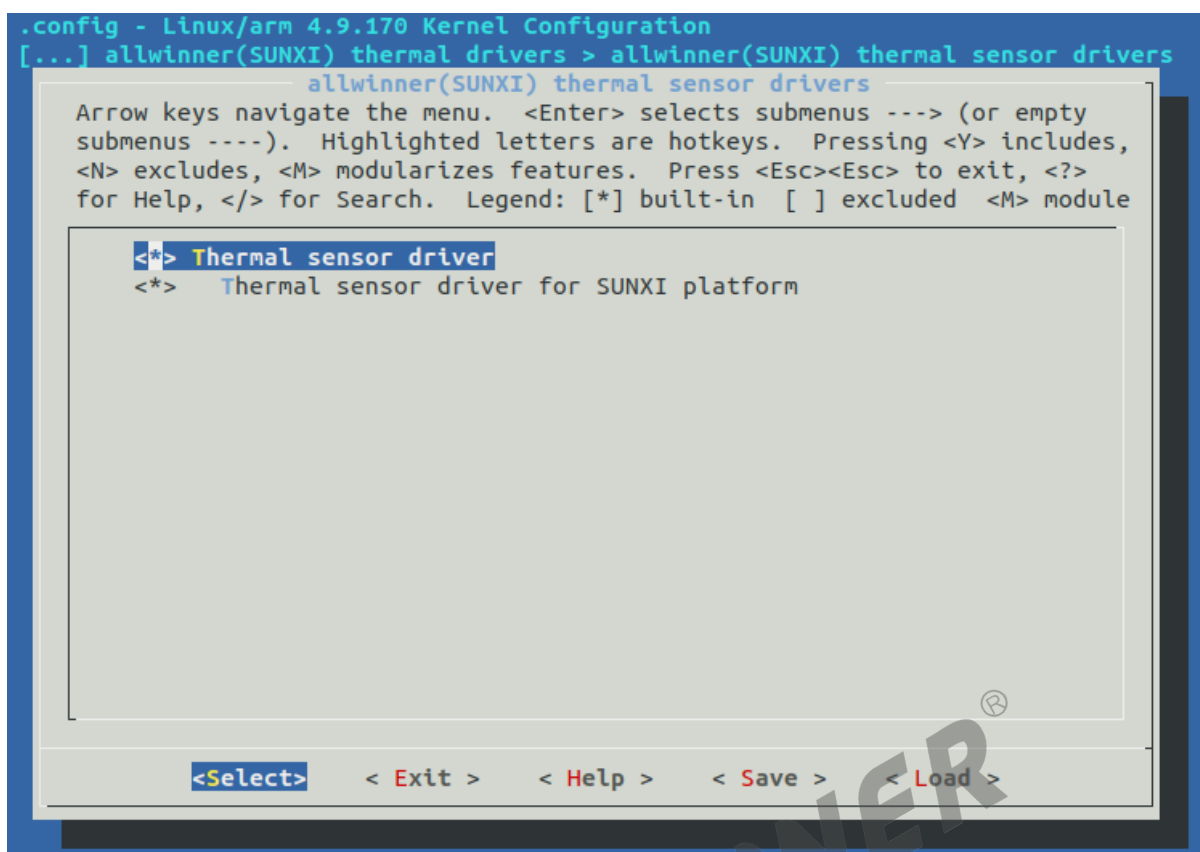 .config - Linux/arm 4.9.170 Kernel Configuration
[...] allwinner(SUNXI) thermal drivers > allwinner(SUNXI) thermal sensor drivers
allwinner(SUNXI) thermal sensor drivers
Arrow keys navigate the menu.  <Enter> selects submenus ---> (or empty
submenus ----).  Highlighted letters are hotkeys.  Pressing <Y> includes,
<N> excludes, <M> modularizes features.  Press <Esc><Esc> to exit, <?>
for Help, </> for Search.  Legend: [*] built-in  [ ] excluded  <M> module
<*> Thermal sensor driver
<*>   Thermal sensor driver for SUNXI platform
<Select>    < Exit >    < Help >    < Save >    < Load >